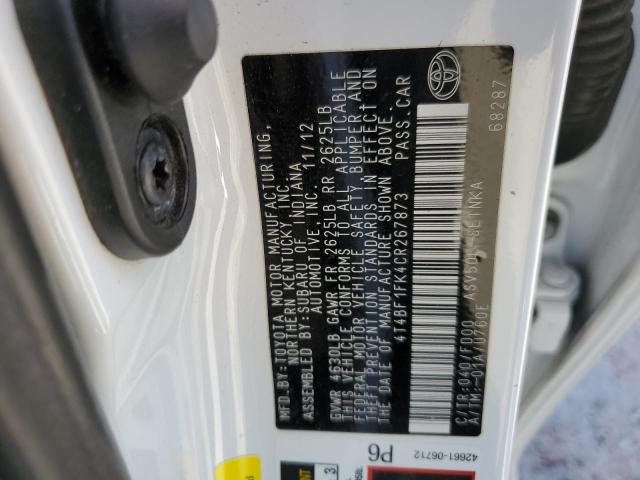 MFD.BY:TOYOTA MOTOR MANUFACTURING,
NORTHERN KENTUCKY INC.
ASSEMBLED BY:SUBARU OF INDIANA
AUTOMOTIVE, INC. 11/12
GVWR 4630LB GAWR FR 2625LB RR 2625LB
THIS VEHICLE CONFORMS TO ALL APPLICABLE
FEDERAL MOTOR VEHICLE SAFETY, BUMPER, AND
THEFT PREVENTION STANDARDS IN EFFECT ON
THE DATE OF MANUFACTURE SHOWN ABOVE.
4T4BF1FK4CR267873 PASS.CAR
C/TR:040/FD00
A/TM:-01A/U760E
68287
42661-06712
P6